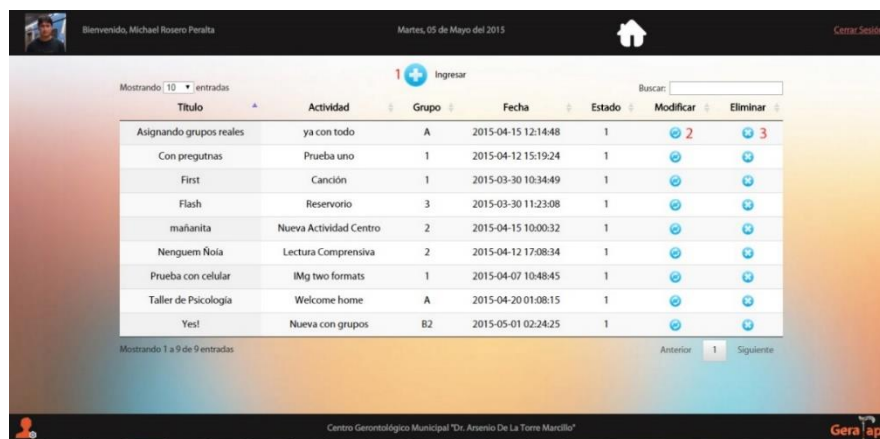 Bienvenido, Michael Rosero Peralta Martes, 05 de Mayo del 2015 Cerrar Sesión
1 Ingresar
Mostrando 10 entradas Buscar:
Título Actividad Grupo Fecha Estado Modificar Eliminar
Asignando grupos reales ya con todo A 2015-04-15 12:14:48 1 2 3
Con pregutnas Prueba uno 1 2015-04-12 15:19:24 1
First Canción 1 2015-03-30 10:34:49 1
Flash Reservorio 3 2015-03-30 11:23:08 1
mañanita Nueva Actividad Centro 2 2015-04-15 10:00:32 1
Nenguem Ñoía Lectura Comprensiva 2 2015-04-12 17:08:34 1
Prueba con celular IMg two formats 1 2015-04-07 10:48:45 1
Taller de Psicología Welcome home A 2015-04-20 01:08:15 1
Yes! Nueva con grupos B2 2015-05-01 02:24:25 1
Mostrando 1 a 9 de 9 entradas Anterior 1 Siguiente
Centro Gerontológico Municipal "Dr. Arsenio De La Torre Marcillo" Gera ap